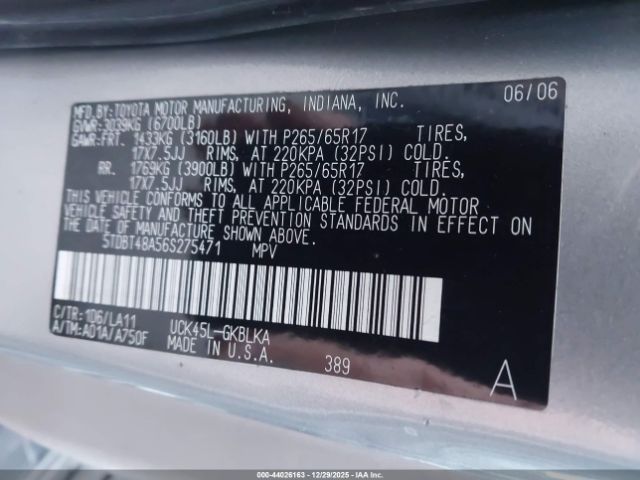 MFD.BY:TOYOTA MOTOR MANUFACTURING, INDIANA, INC. 06/06
GVWR:3039KG (6700LB)
GAWR:FRT. 1433KG (3160LB) WITH P265/65R17 TIRES,
17X7.5JJ RIMS, AT 220KPA (32PSI) COLD.
RR. 1769KG (3900LB) WITH P265/65R17 TIRES,
17X7.5JJ RIMS, AT 220KPA (32PSI) COLD.
THIS VEHICLE CONFORMS TO ALL APPLICABLE FEDERAL MOTOR
VEHICLE SAFETY AND THEFT PREVENTION STANDARDS IN EFFECT ON
THE DATE OF MANUFACTURE SHOWN ABOVE.
5TDBT48A56S275471 MPV
C/TR:1D6/LA11 UCK45L-GKBLKA
A/TM:A01A/A750F MADE IN U.S.A. 389 A
000-44026163 - 12/29/2025 - IAAI.COM